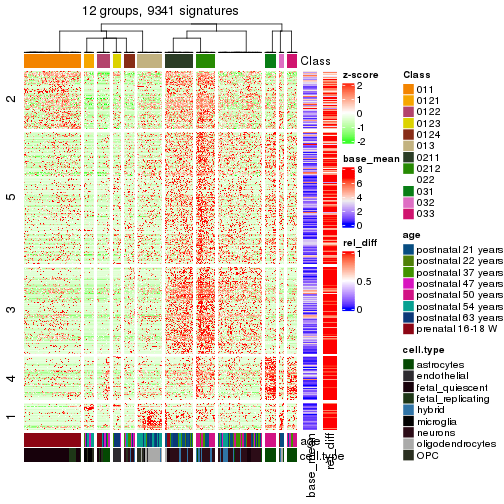 12 groups, 9341 signatures
Class
2
5
3
4
1
age
cell.type
base_mean
rel_diff
z-score
2
1
0
-1
-2
base_mean
8
6
4
2
0
rel_diff
1
0.5
0
Class
011
0121
0122
0123
0124
013
0211
0212
022
031
032
033
age
postnatal 21 years
postnatal 22 years
postnatal 37 years
postnatal 47 years
postnatal 50 years
postnatal 54 years
postnatal 63 years
prenatal 16-18 W
cell.type
astrocytes
endothelial
fetal_quiescent
fetal_replicating
hybrid
microglia
neurons
oligodendrocytes
OPC